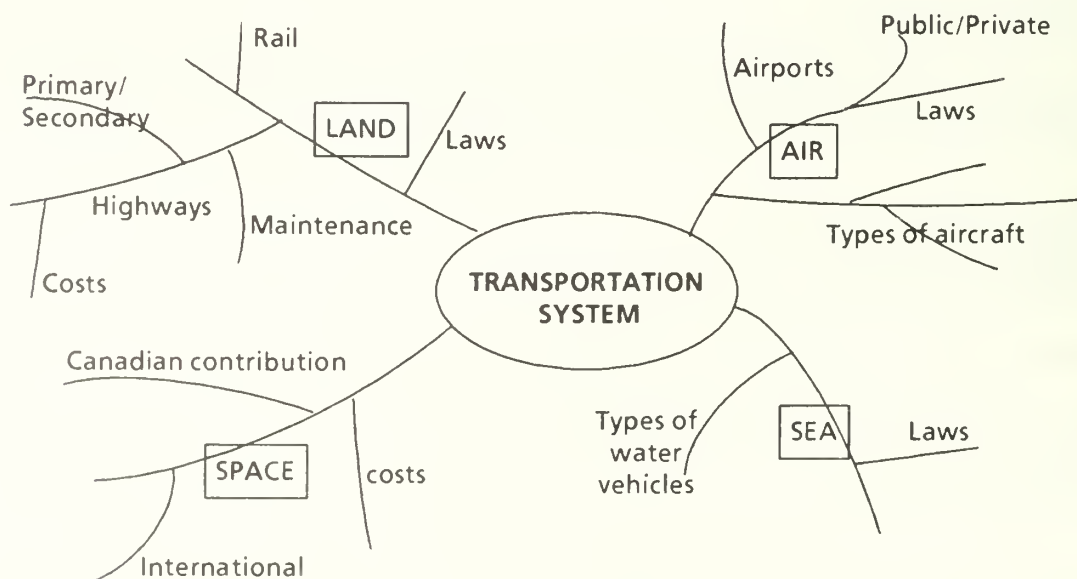 Rail
Primary/
Secondary
LAND
Laws
Highways
Maintenance
Costs
Public/Private
Airports
Laws
AIR
Types of aircraft
TRANSPORTATION
SYSTEM
Canadian contribution
SPACE
costs
International
Types of
water
vehicles
SEA
Laws